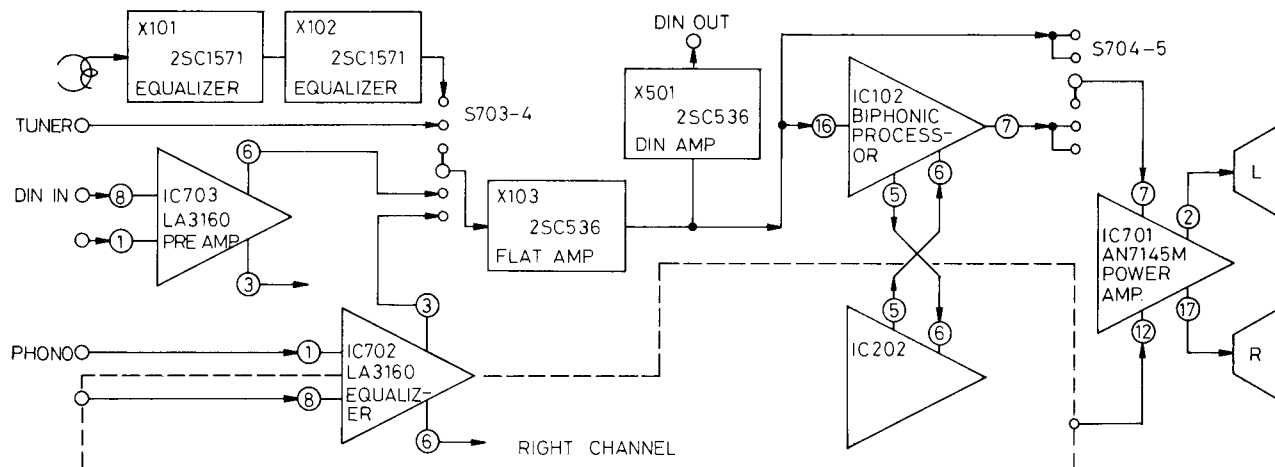 X101
2SC1571
EQUALIZER
X102
2SC1571
EQUALIZER
S703-4
TUNER
DIN OUT
X501
2SC536
DIN AMP
S704-5
IC102
BIPHONIC
PROCESS-
OR
16
7
5
6
DIN IN
8
1
IC703
LA3160
PRE AMP
6
3
X103
2SC536
FLAT AMP
7
2
L
IC701
AN7145M
POWER
AMP.
17
12
R
5
6
IC202
PHONO
1
8
IC702
LA3160
EQUALIZ-
ER
3
6
RIGHT CHANNEL